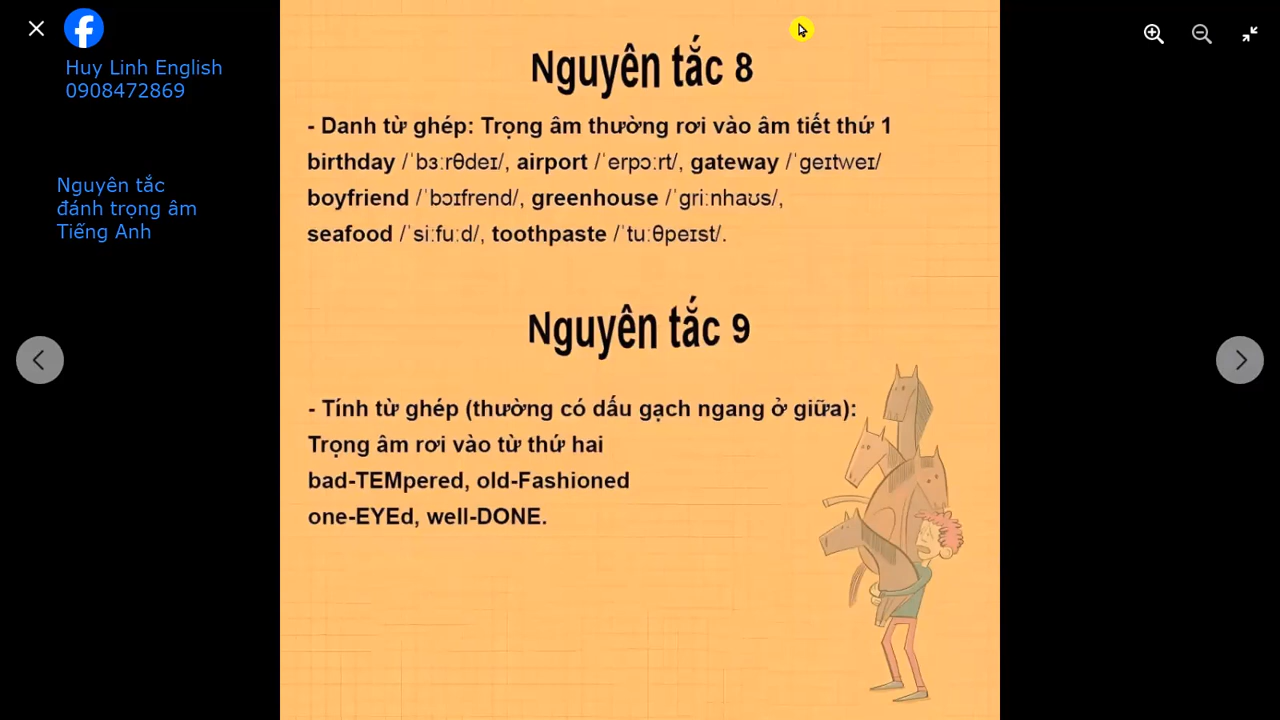 Huy Linh English
0908472869
Nguyên tắc
đánh trọng âm
Tiếng Anh
Nguyên tắc 8
- Danh từ ghép: Trọng âm thường rơi vào âm tiết thứ 1
birthday /ˈbɜːrθdeɪ/, airport /ˈerpɔːrt/, gateway /ˈɡeɪtweɪ/
boyfriend /ˈbɔɪfrend/, greenhouse /ˈɡriːnhaʊs/,
seafood /ˈsiːfuːd/, toothpaste /ˈtuːθpeɪst/.
Nguyên tắc 9
- Tính từ ghép (thường có dấu gạch ngang ở giữa):
Trọng âm rơi vào từ thứ hai
bad-TEMpered, old-Fashioned
one-EYEd, well-DONE.